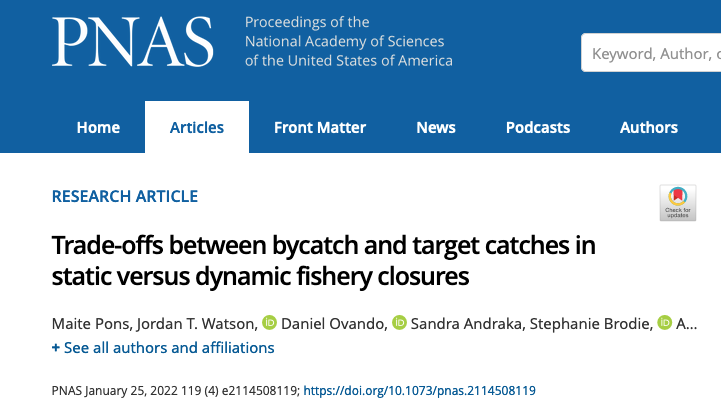 PNAS
Proceedings of the
National Academy of Sciences
of the United States of America
Keyword, Author,
Home Articles Front Matter News Podcasts Authors
RESEARCH ARTICLE
Check for
updates
Trade-offs between bycatch and target catches in
static versus dynamic fishery closures
Maite Pons, Jordan T. Watson, iD Daniel Ovando, iD Sandra Andraka, Stephanie Brodie, iD A...
+ See all authors and affiliations
PNAS January 25, 2022 119 (4) e2114508119; https://doi.org/10.1073/pnas.2114508119